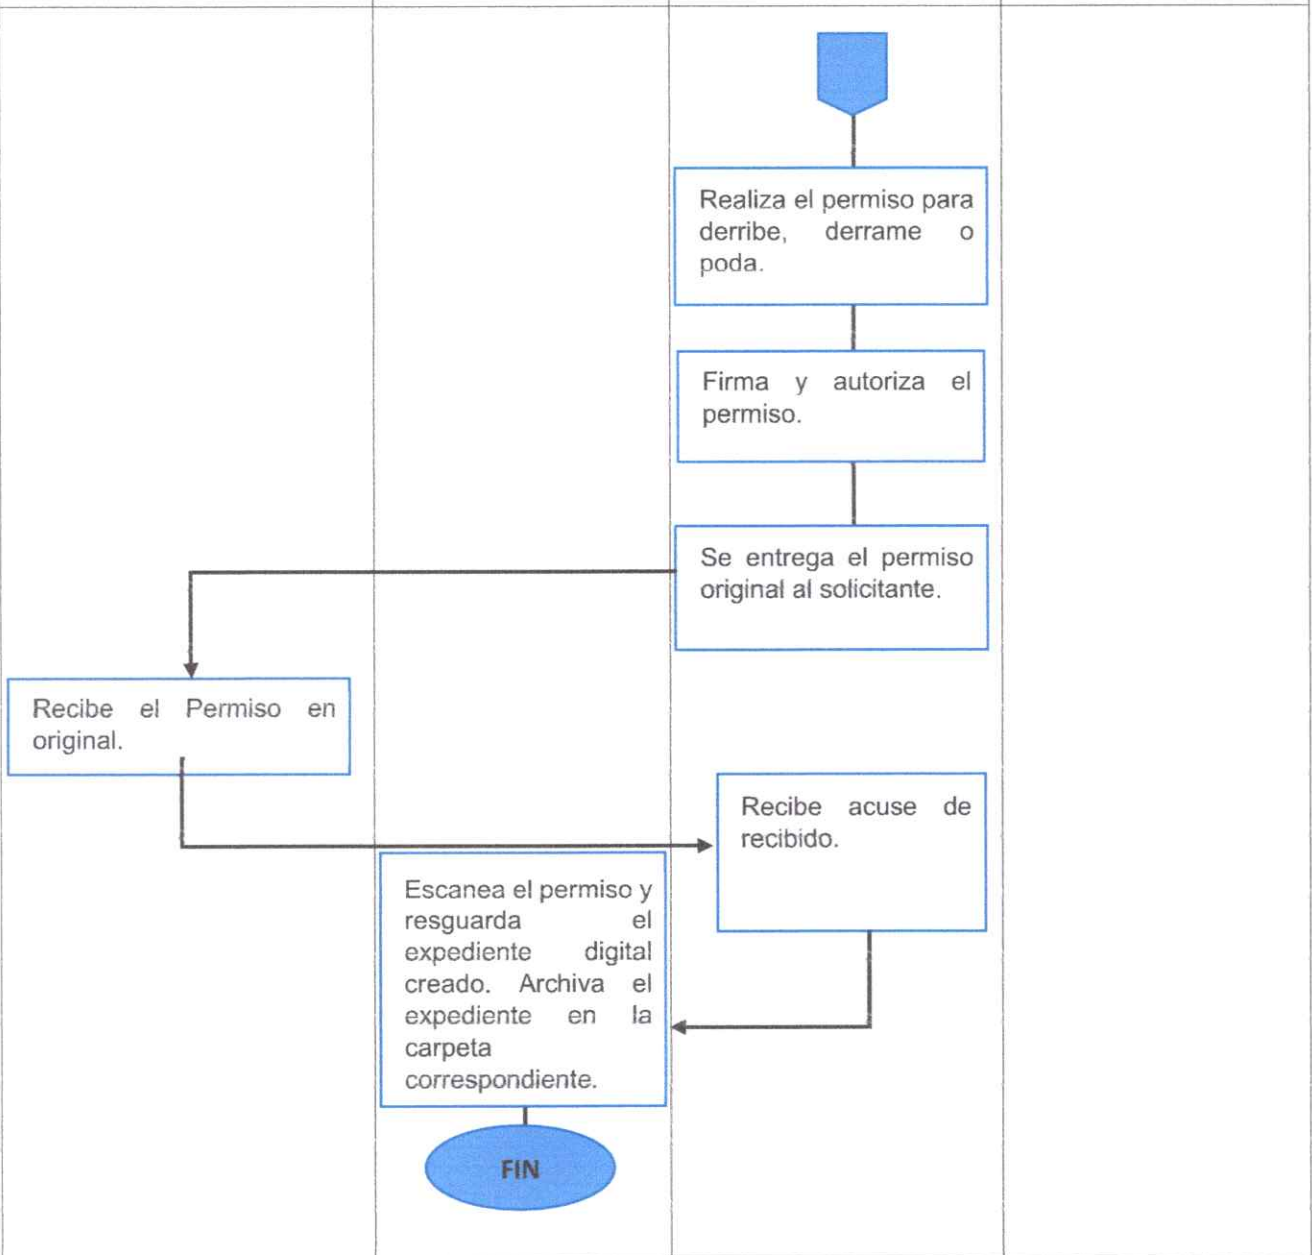 Realiza el permiso para
derribe, derrame o
poda.
Firma y autoriza el
permiso.
Se entrega el permiso
original al solicitante.
Recibe el Permiso en
original.
Recibe acuse de
recibido.
Escanea el permiso y
resguarda el
expediente digital
creado. Archiva el
expediente en la
carpeta
correspondiente.
FIN